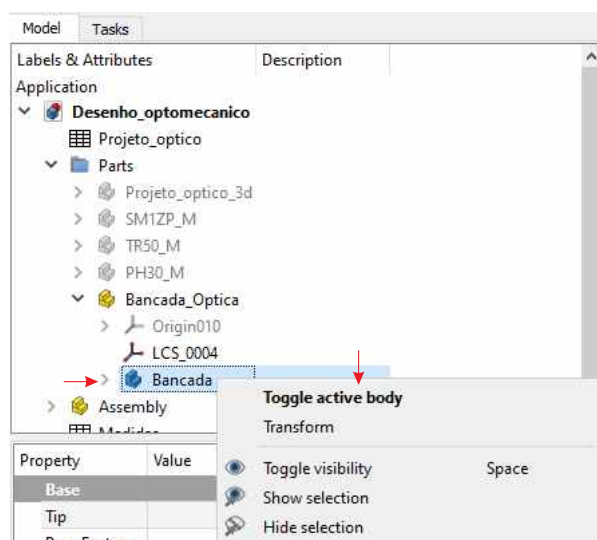 Model Tasks
Labels & Attributes Description
Application
Desenho_optomecanico
Projeto_optico
Parts
Projeto_optico_3d
SM1ZP_M
TR50_M
PH30_M
Bancada_Optica
Origin010
LCS_0004
Bancada
Toggle active body
Assembly
Transform
Property Value
Toggle visibility Space
Base
Show selection
Tip
Hide selection